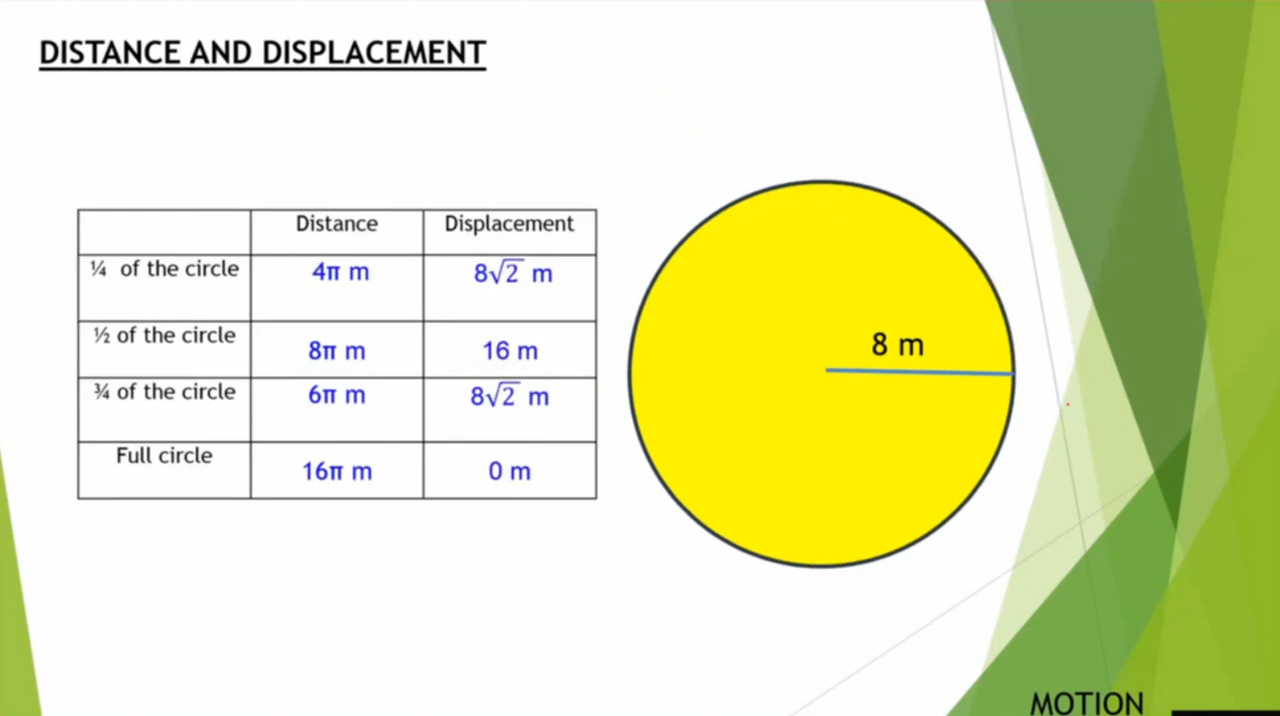 DISTANCE AND DISPLACEMENT
Distance Displacement
¼ of the circle 4π m 8√2 m
½ of the circle 8π m 16 m
¾ of the circle 6π m 8√2 m
Full circle 16π m 0 m
8 m
MOTION